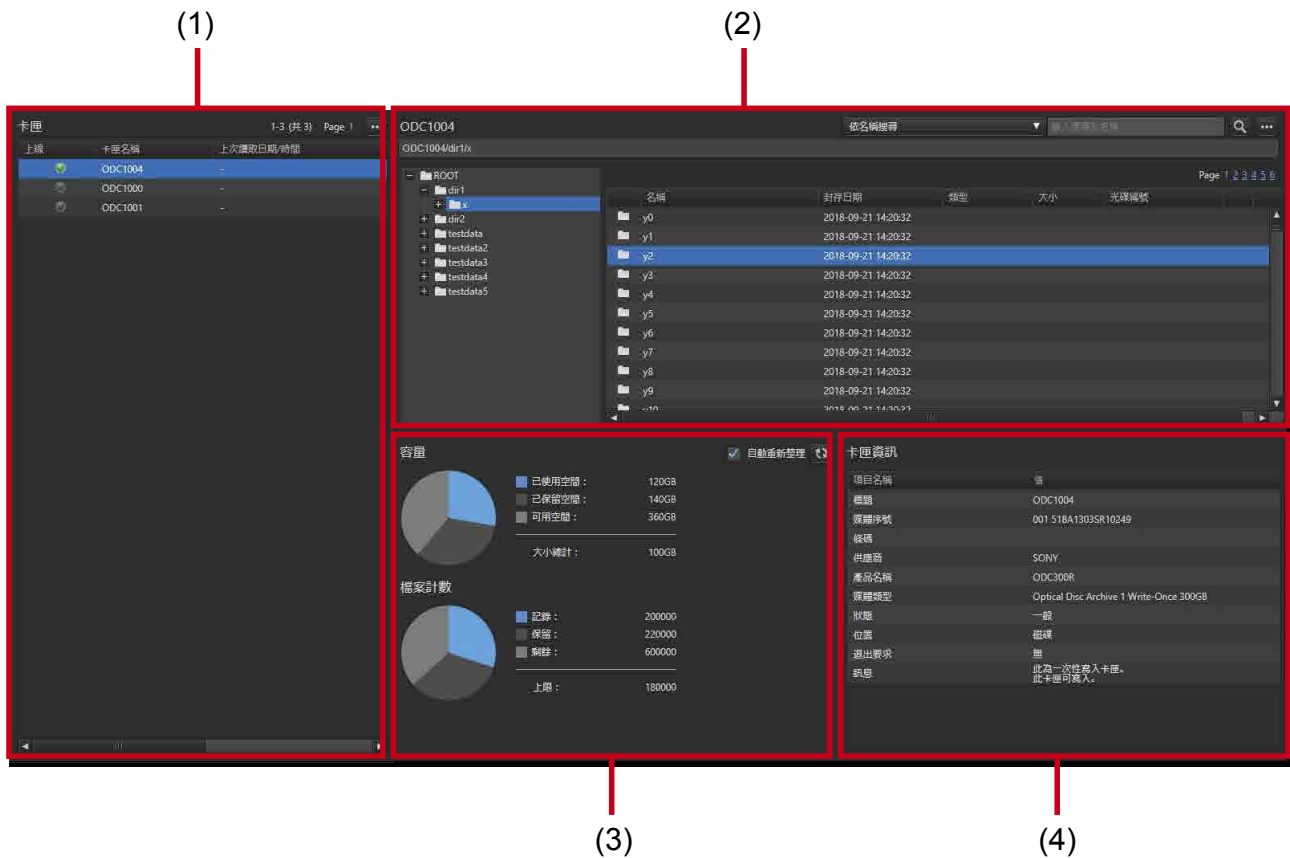 (1)
(2)
卡匣 1-3 (共 3) Page 1 ...
上線 卡匣名稱 上次讀取日期/時間
ODC1004 -
ODC1000 -
ODC1001 -
ODC1004 依名稱搜尋 ...
ODC1004/dir1/x
ROOT
dir1
x
dir2
testdata
testdata2
testdata3
testdata4
testdata5
Page 1 2 3 4 5 6
名稱 封存日期 類型 大小 光碟編號
y0 2018-09-21 14:20:32
y1 2018-09-21 14:20:32
y2 2018-09-21 14:20:32
y3 2018-09-21 14:20:32
y4 2018-09-21 14:20:32
y5 2018-09-21 14:20:32
y6 2018-09-21 14:20:32
y7 2018-09-21 14:20:32
y8 2018-09-21 14:20:32
y9 2018-09-21 14:20:32
y10 2018-09-21 14:20:32
容量 自動重新整理
已使用空間： 120GB
已保留空間： 140GB
可用空間： 360GB
大小總計： 100GB
檔案計數
記錄： 200000
保留： 220000
剩餘： 600000
上限： 180000
卡匣資訊
項目名稱 值
標題 ODC1004
媒體序號 001 518A1303SR10249
條碼
供應商 SONY
產品名稱 ODC300R
媒體類型 Optical Disc Archive 1 Write-Once 300GB
狀態 一般
位置 磁碟
退出要求 無
訊息 此為一次性寫入卡匣。
此卡匣可寫入。
(3)
(4)